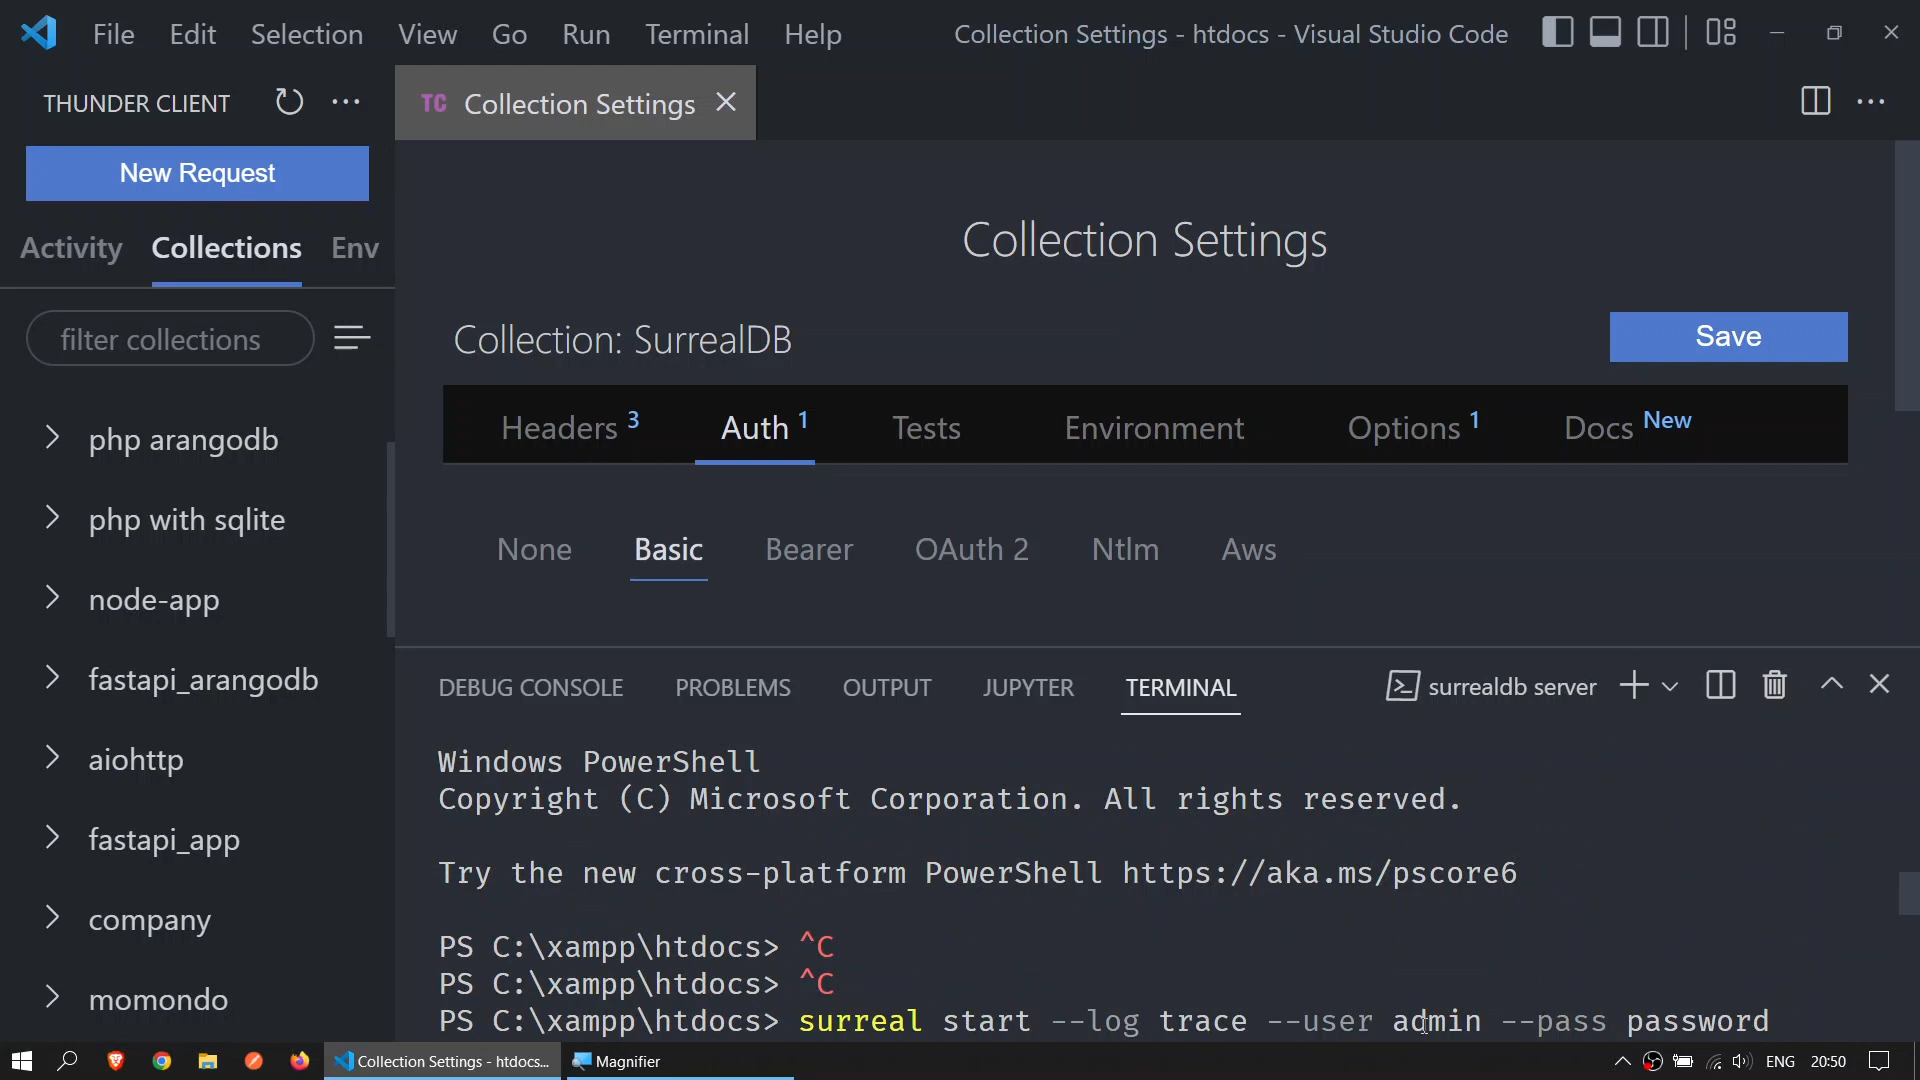 File Edit Selection View Go Run Terminal Help Collection Settings - htdocs - Visual Studio Code
THUNDER CLIENT
TC Collection Settings
New Request
Activity Collections Env
filter collections
php arangodb
php with sqlite
node-app
fastapi_arangodb
aiohttp
fastapi_app
company
momondo
Collection Settings
Collection: SurrealDB
Save
Headers 3 Auth 1 Tests Environment Options 1 Docs New
None Basic Bearer OAuth 2 Ntlm Aws
DEBUG CONSOLE PROBLEMS OUTPUT JUPYTER TERMINAL surrealdb server
Windows PowerShell
Copyright (C) Microsoft Corporation. All rights reserved.
Try the new cross-platform PowerShell https://aka.ms/pscore6
PS C:\xampp\htdocs> ^C
PS C:\xampp\htdocs> ^C
PS C:\xampp\htdocs> surreal start --log trace --user admin --pass password
Collection Settings - htdocs... Magnifier ENG 20:50